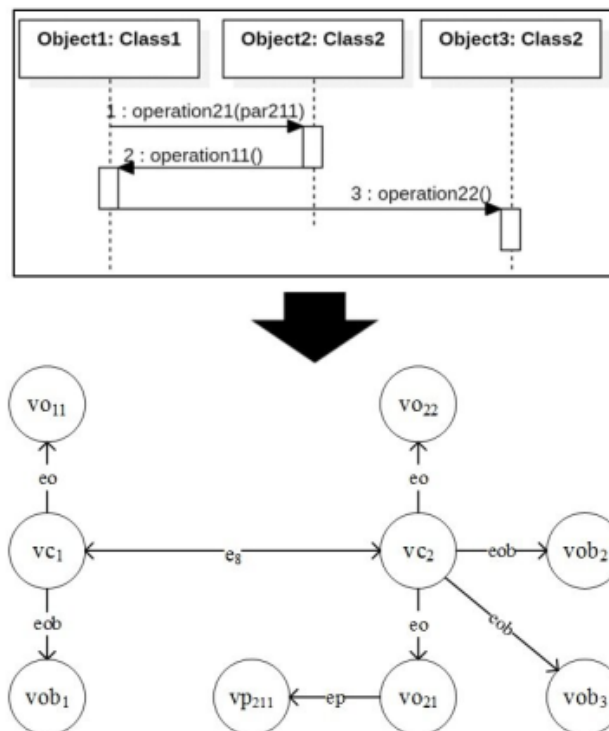 Object1: Class1 Object2: Class2 Object3: Class2
1 : operation21(par211)
2 : operation11()
3 : operation22()
vo₁₁ vo₂₂
eo eo
vc₁ e₈ vc₂ eob vob₂
eob eo eob
vob₁ vp₂₁₁ ep vo₂₁ vob₃